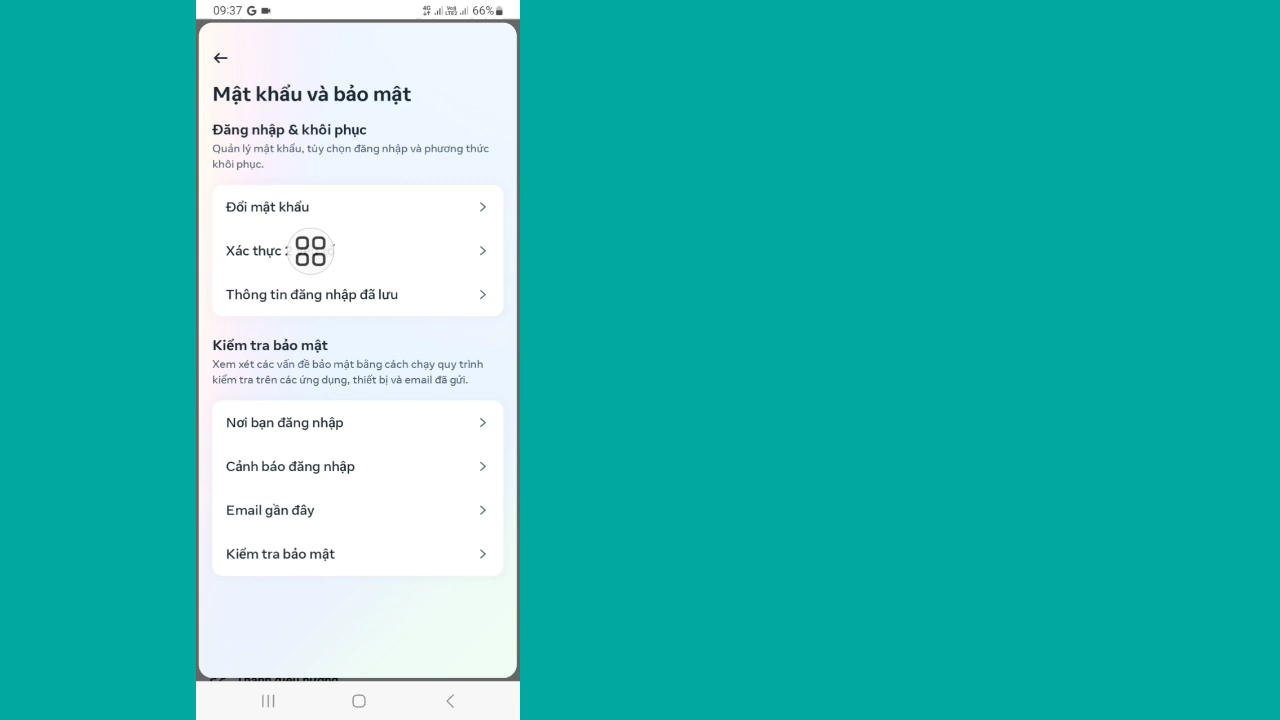 09:37
66%
Mật khẩu và bảo mật
Đăng nhập & khôi phục
Quản lý mật khẩu, tùy chọn đăng nhập và phương thức
khôi phục.
Đổi mật khẩu
Xác thực
Thông tin đăng nhập đã lưu
Kiểm tra bảo mật
Xem xét các vấn đề bảo mật bằng cách chạy quy trình
kiểm tra trên các ứng dụng, thiết bị và email đã gửi.
Nơi bạn đăng nhập
Cảnh báo đăng nhập
Email gần đây
Kiểm tra bảo mật